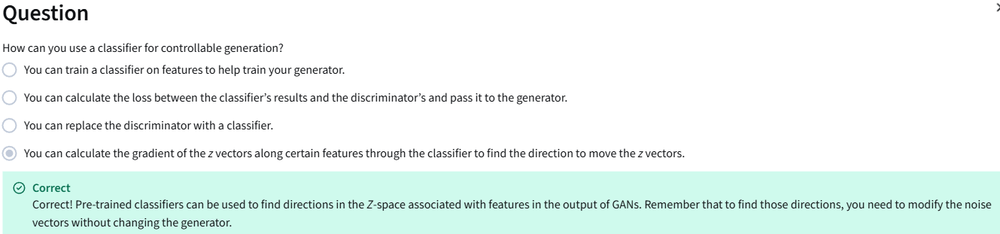 Question
How can you use a classifier for controllable generation?
You can train a classifier on features to help train your generator.
You can calculate the loss between the classifier’s results and the discriminator’s and pass it to the generator.
You can replace the discriminator with a classifier.
You can calculate the gradient of the z vectors along certain features through the classifier to find the direction to move the z vectors.
Correct
Correct! Pre-trained classifiers can be used to find directions in the Z-space associated with features in the output of GANs. Remember that to find those directions, you need to modify the noise
vectors without changing the generator.